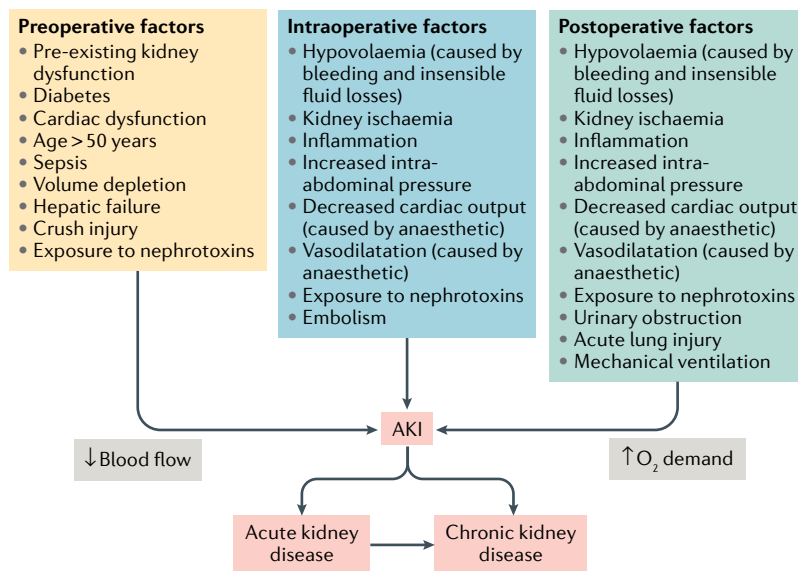 Preoperative factors
• Pre-existing kidney
dysfunction
• Diabetes
• Cardiac dysfunction
• Age > 50 years
• Sepsis
• Volume depletion
• Hepatic failure
• Crush injury
• Exposure to nephrotoxins
Intraoperative factors
• Hypovolaemia (caused by
bleeding and insensible
fluid losses)
• Kidney ischaemia
• Inflammation
• Increased intra-
abdominal pressure
• Decreased cardiac output
(caused by anaesthetic)
• Vasodilatation (caused by
anaesthetic)
• Exposure to nephrotoxins
• Embolism
Postoperative factors
• Hypovolaemia (caused by
bleeding and insensible
fluid losses)
• Kidney ischaemia
• Inflammation
• Increased intra-
abdominal pressure
• Decreased cardiac output
(caused by anaesthetic)
• Vasodilatation (caused by
anaesthetic)
• Exposure to nephrotoxins
• Urinary obstruction
• Acute lung injury
• Mechanical ventilation
AKI
↓Blood flow
↑O₂ demand
Acute kidney
disease
Chronic kidney
disease